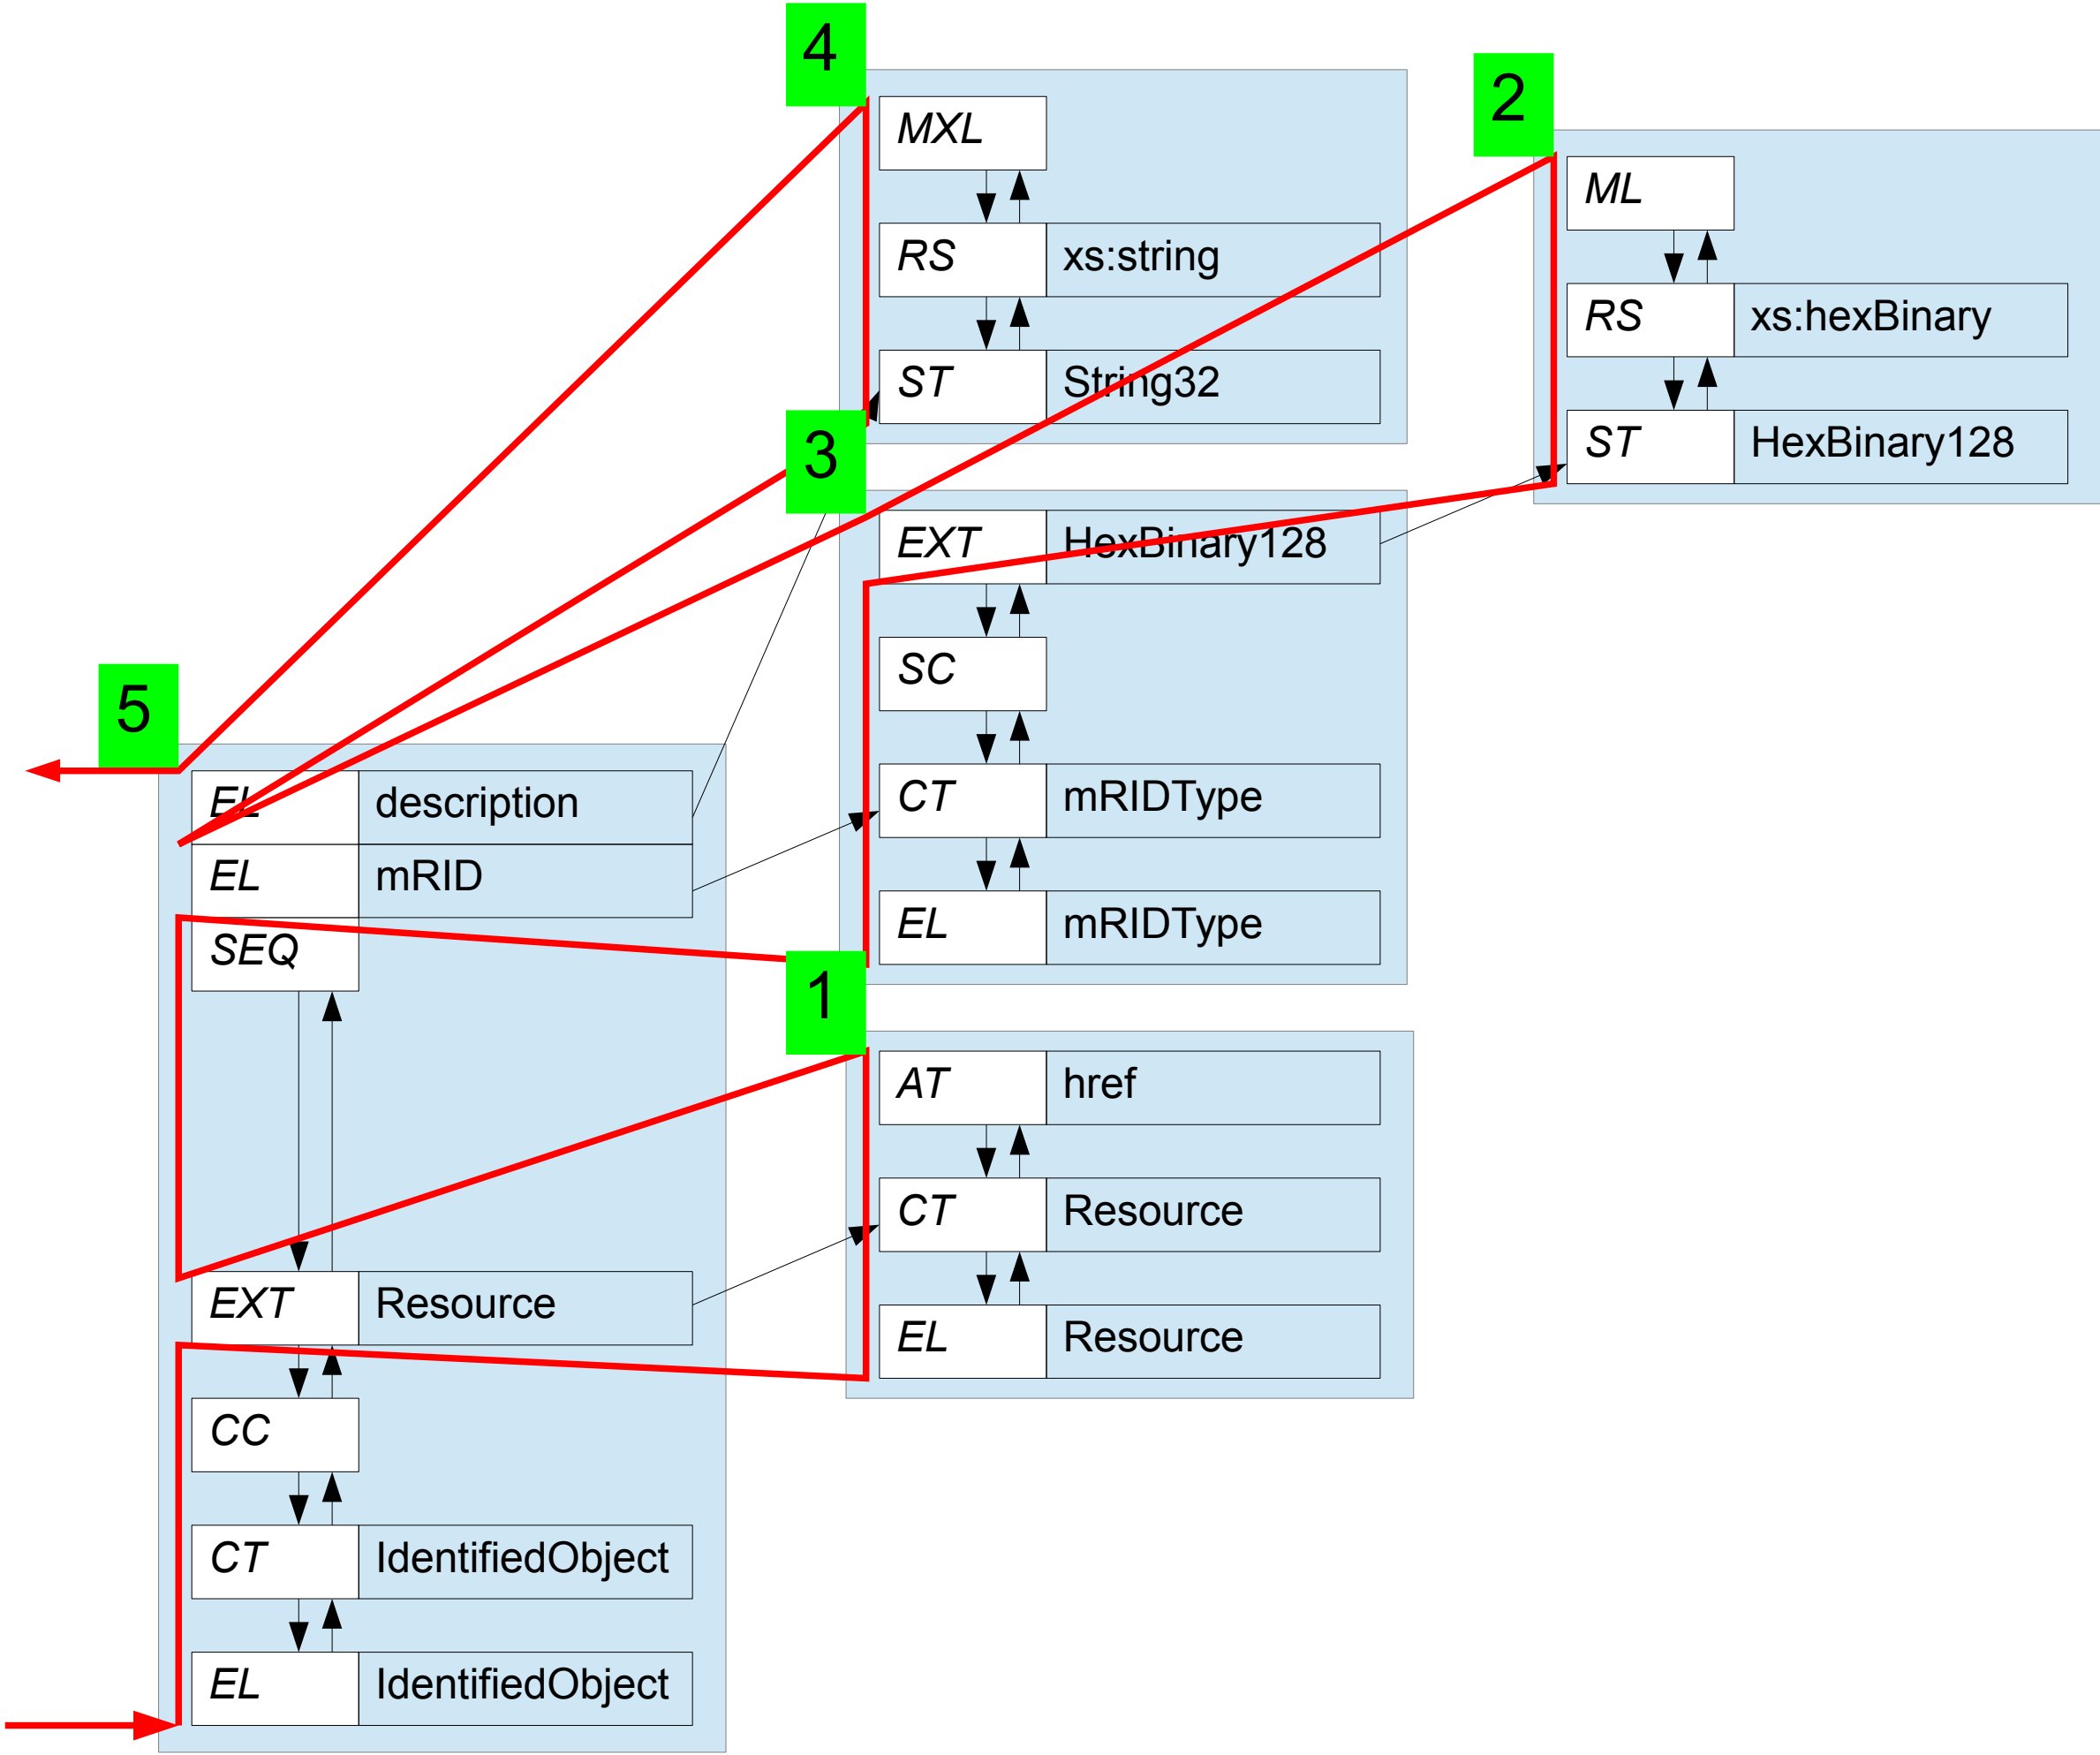 4
MXL
RS xs:string
ST String32
2
ML
RS xs:hexBinary
ST HexBinary128
3
EXT HexBinary128
SC
CT mRIDType
EL mRIDType
5
EL description
EL mRID
SEQ
EXT Resource
CC
CT IdentifiedObject
EL IdentifiedObject
1
AT href
CT Resource
EL Resource